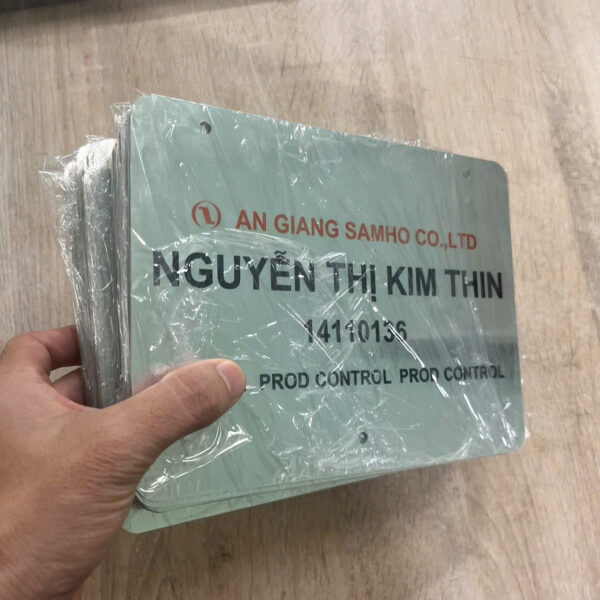 AN GIANG SAMHO CO.,LTD
NGUYỄN THỊ KIM THIN
14110136
PROD CONTROL PROD CONTROL